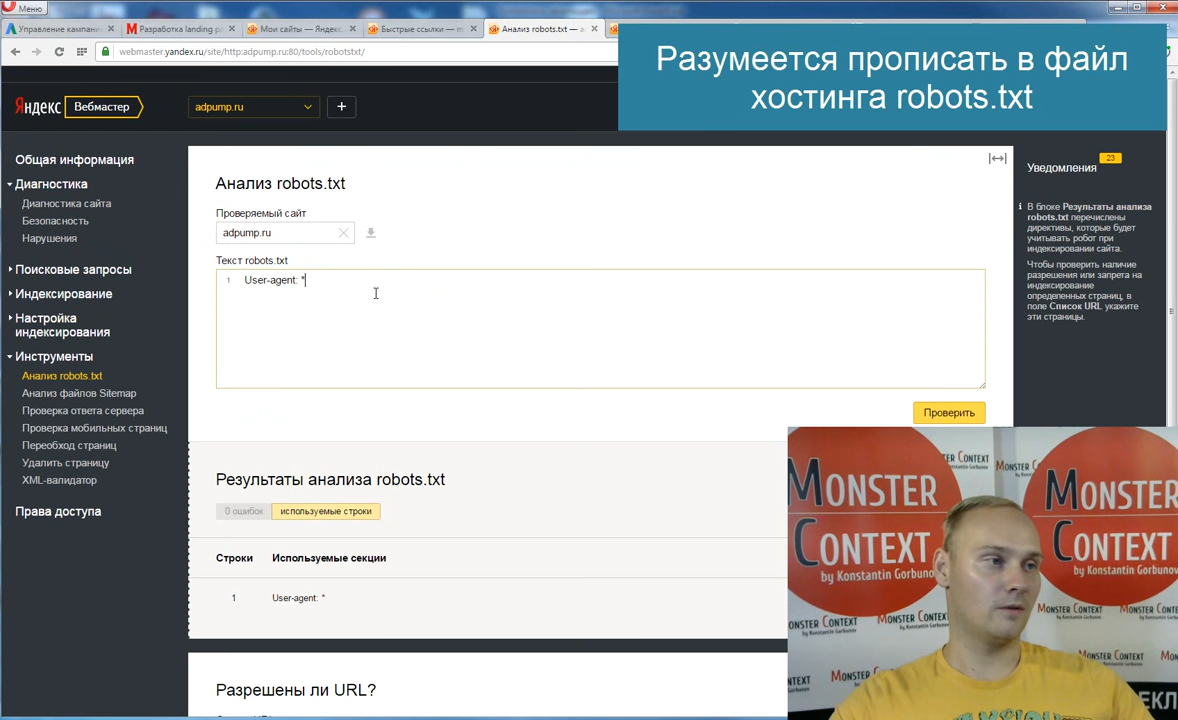 Меню
Управление кампани
Разработка landing p
Мои сайты — Яндекс
Быстрые ссылки — m
Анализ robots.txt — a
webmaster.yandex.ru/site/http:adpump.ru:80/tools/robotstxt/
Разумеется прописать в файл
хостинга robots.txt
Яндекс
Вебмастер
adpump.ru
+
Общая информация
Диагностика
Диагностика сайта
Безопасность
Нарушения
Поисковые запросы
Индексирование
Настройка
индексирования
Инструменты
Анализ robots.txt
Анализ файлов Sitemap
Проверка ответа сервера
Проверка мобильных страниц
Переобход страниц
Удалить страницу
XML-валидатор
Права доступа
Анализ robots.txt
Проверяемый сайт
adpump.ru
Текст robots.txt
1 User-agent: *
Проверить
Результаты анализа robots.txt
0 ошибок
используемые строки
Строки Используемые секции
1 User-agent: *
Разрешены ли URL?
Уведомления 23
В блоке Результаты анализа
robots.txt перечислены
директивы, которые будет
учитывать робот при
индексировании сайта.
Чтобы проверить наличие
разрешения или запрета на
индексирование
определенных страниц, в
поле Список URL укажите
эти страницы.
MONSTER
CONTEXT
by Konstantin Gorbunov
MONSTER
CONTEXT
by Konstantin Gorbunov